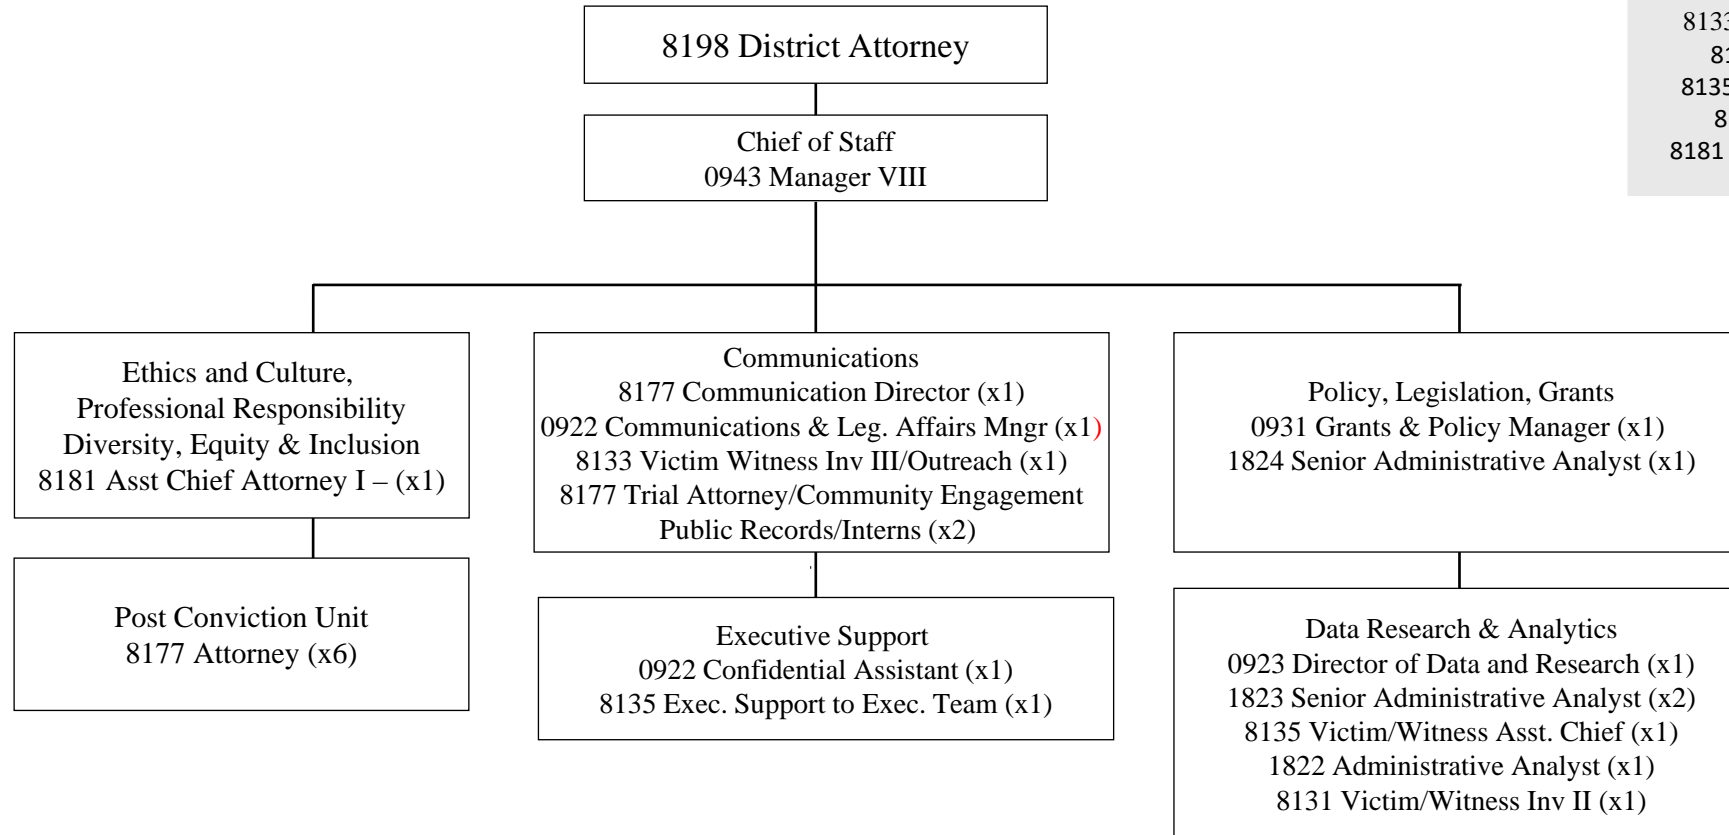 8198 District Attorney
Chief of Staff
0943 Manager VIII
8133
8135
8181
Ethics and Culture,
Professional Responsibility
Diversity, Equity & Inclusion
8181 Asst Chief Attorney I – (x1)
Post Conviction Unit
8177 Attorney (x6)
Communications
8177 Communication Director (x1)
0922 Communications & Leg. Affairs Mngr (x1)
8133 Victim Witness Inv III/Outreach (x1)
8177 Trial Attorney/Community Engagement
Public Records/Interns (x2)
Executive Support
0922 Confidential Assistant (x1)
8135 Exec. Support to Exec. Team (x1)
Policy, Legislation, Grants
0931 Grants & Policy Manager (x1)
1824 Senior Administrative Analyst (x1)
Data Research & Analytics
0923 Director of Data and Research (x1)
1823 Senior Administrative Analyst (x2)
8135 Victim/Witness Asst. Chief (x1)
1822 Administrative Analyst (x1)
8131 Victim/Witness Inv II (x1)